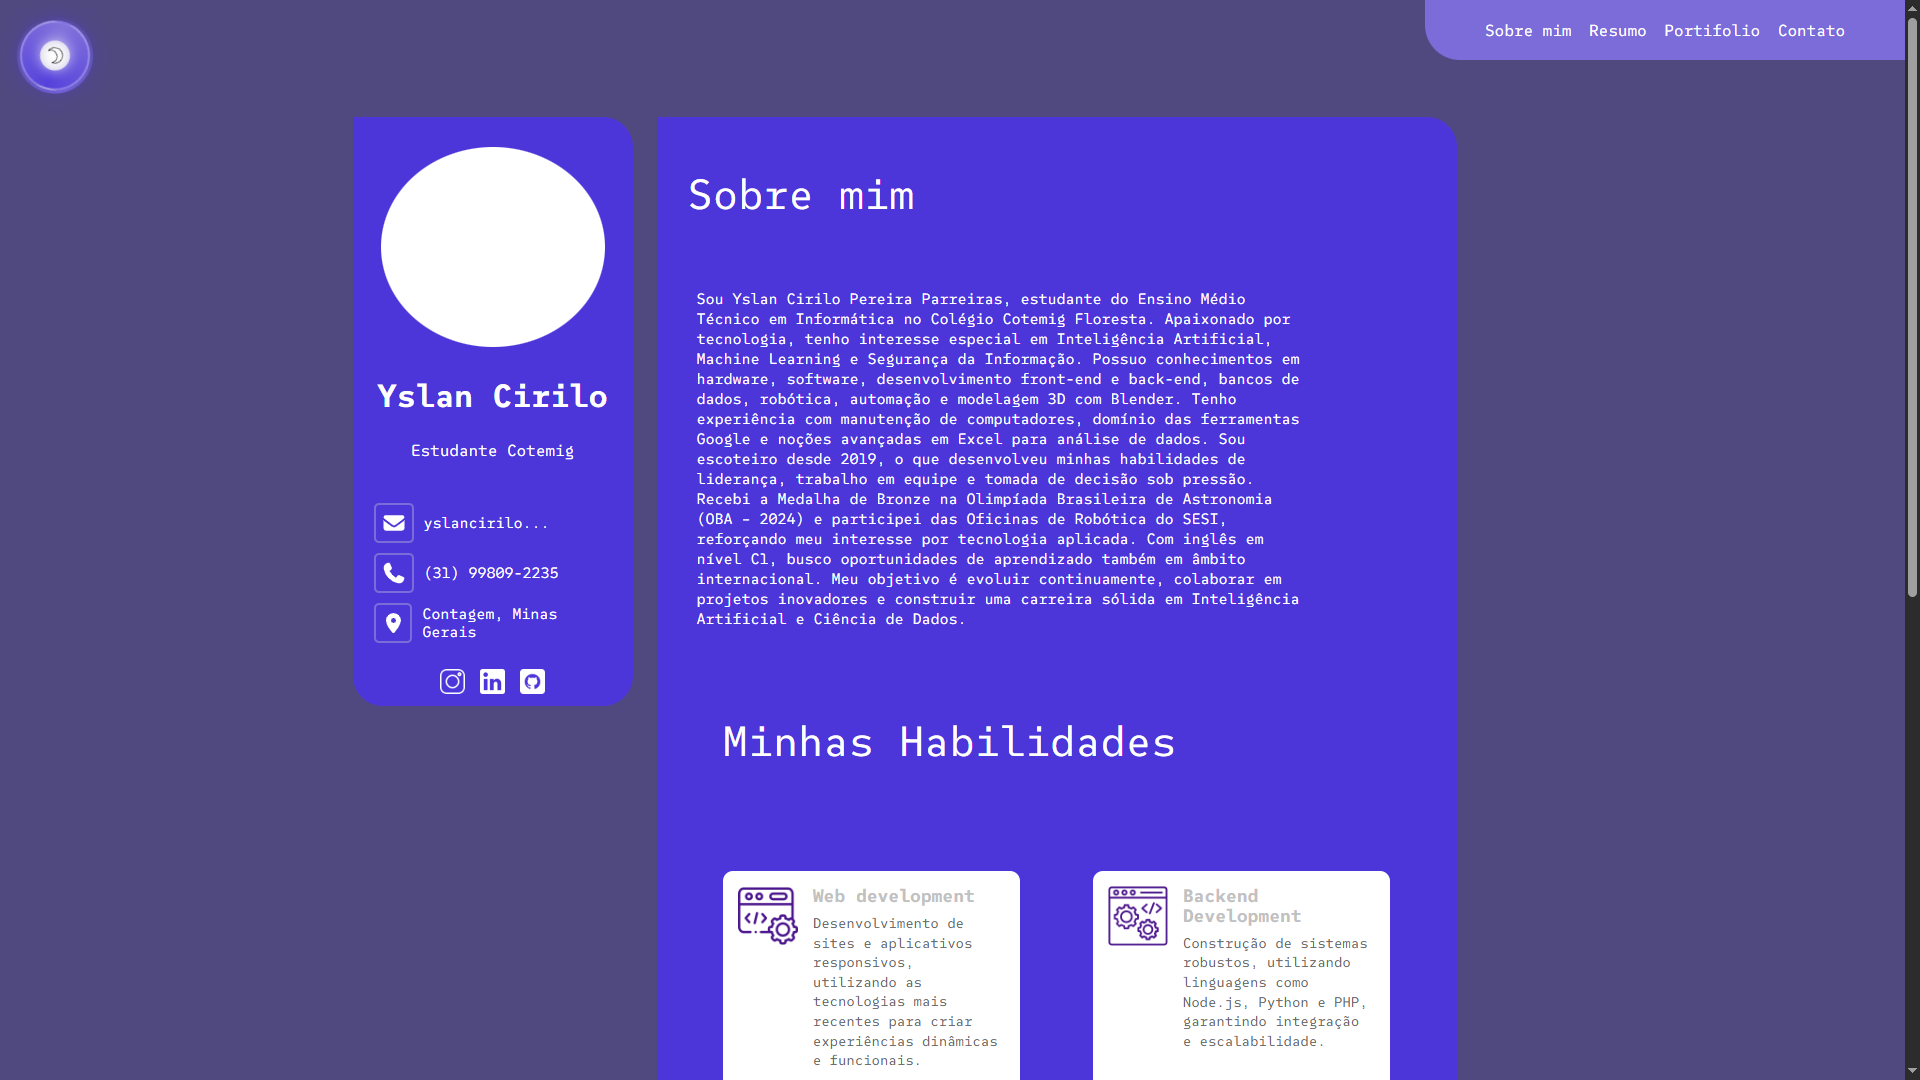 Sobre mim Resumo Portifolio Contato
Yslan Cirilo
Estudante Cotemig
yslancirilo...
(31) 99809-2235
Contagem, Minas
Gerais
Sobre mim
Sou Yslan Cirilo Pereira Parreiras, estudante do Ensino Médio
Técnico em Informática no Colégio Cotemig Floresta. Apaixonado por
tecnologia, tenho interesse especial em Inteligência Artificial,
Machine Learning e Segurança da Informação. Possuo conhecimentos em
hardware, software, desenvolvimento front-end e back-end, bancos de
dados, robótica, automação e modelagem 3D com Blender. Tenho
experiência com manutenção de computadores, domínio das ferramentas
Google e noções avançadas em Excel para análise de dados. Sou
escoteiro desde 2019, o que desenvolveu minhas habilidades de
liderança, trabalho em equipe e tomada de decisão sob pressão.
Recebi a Medalha de Bronze na Olimpíada Brasileira de Astronomia
(OBA – 2024) e participei das Oficinas de Robótica do SESI,
reforçando meu interesse por tecnologia aplicada. Com inglês em
nível C1, busco oportunidades de aprendizado também em âmbito
internacional. Meu objetivo é evoluir continuamente, colaborar em
projetos inovadores e construir uma carreira sólida em Inteligência
Artificial e Ciência de Dados.
Minhas Habilidades
Web development
Desenvolvimento de
sites e aplicativos
responsivos,
utilizando as
tecnologias mais
recentes para criar
experiências dinâmicas
e funcionais.
Backend
Development
Construção de sistemas
robustos, utilizando
linguagens como
Node.js, Python e PHP,
garantindo integração
e escalabilidade.